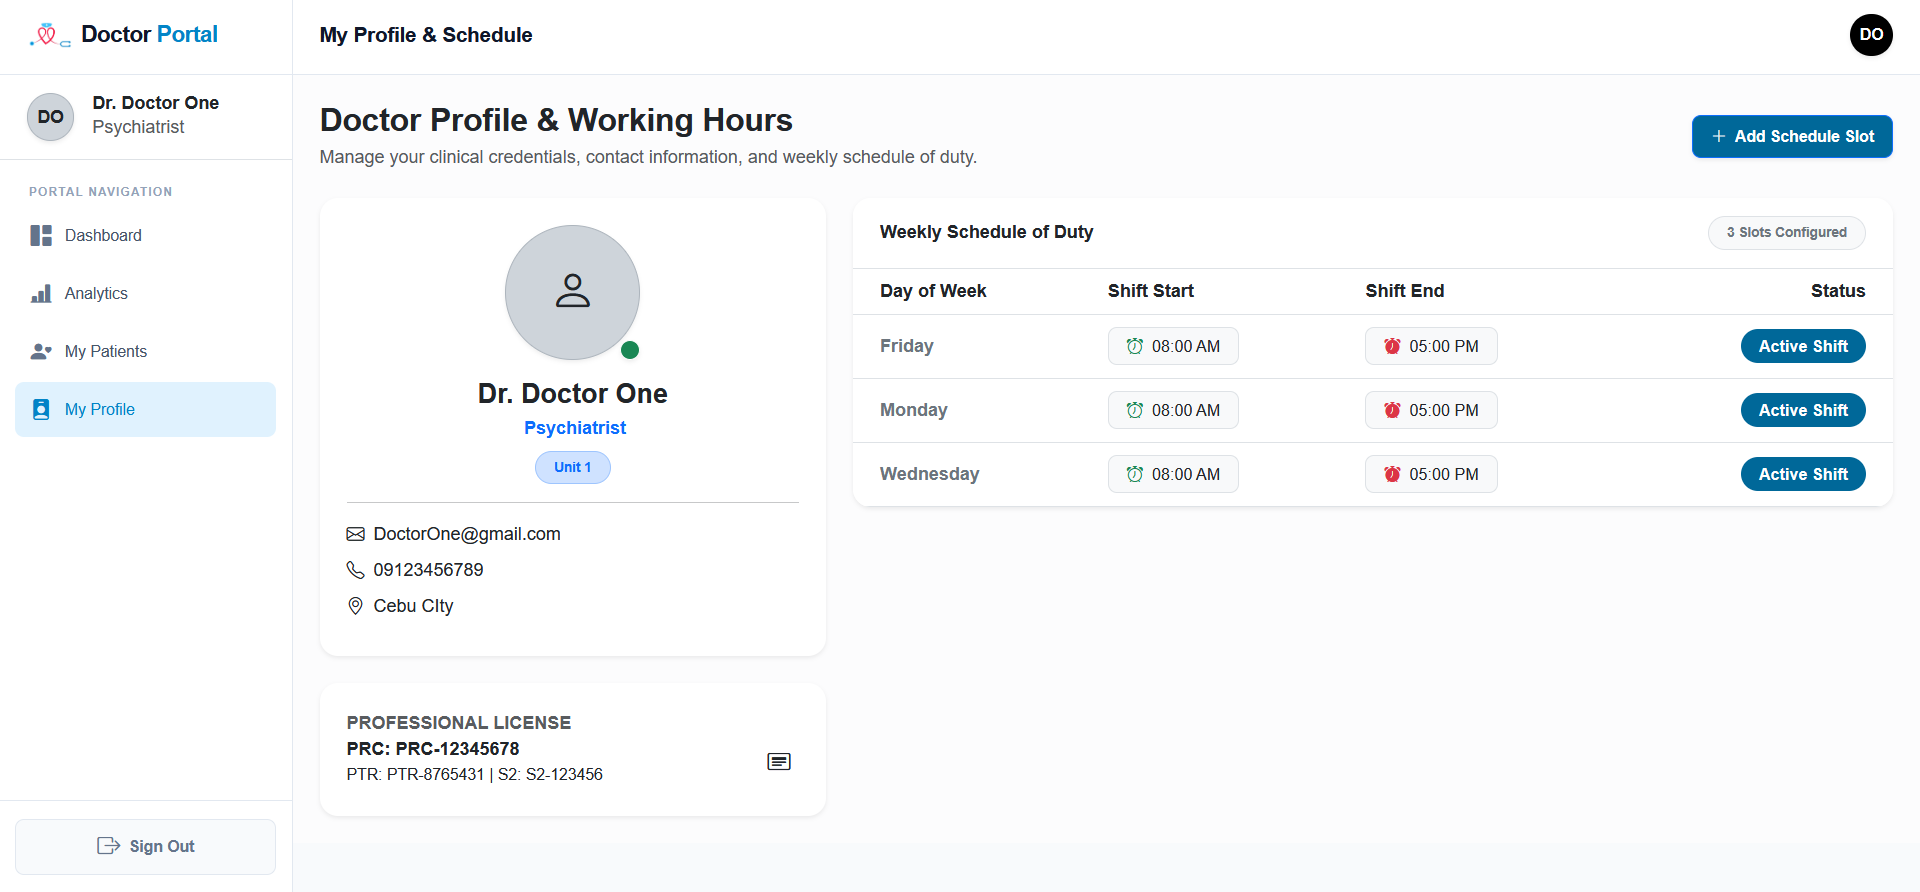 Doctor Portal
My Profile & Schedule
DO
DO
Dr. Doctor One
Psychiatrist
PORTAL NAVIGATION
Dashboard
Analytics
My Patients
My Profile
Sign Out
Doctor Profile & Working Hours
Manage your clinical credentials, contact information, and weekly schedule of duty.
+ Add Schedule Slot
Dr. Doctor One
Psychiatrist
Unit 1
DoctorOne@gmail.com
09123456789
Cebu CIty
PROFESSIONAL LICENSE
PRC: PRC-12345678
PTR: PTR-8765431 | S2: S2-123456
Weekly Schedule of Duty
3 Slots Configured
Day of Week Shift Start Shift End Status
Friday 08:00 AM 05:00 PM Active Shift
Monday 08:00 AM 05:00 PM Active Shift
Wednesday 08:00 AM 05:00 PM Active Shift